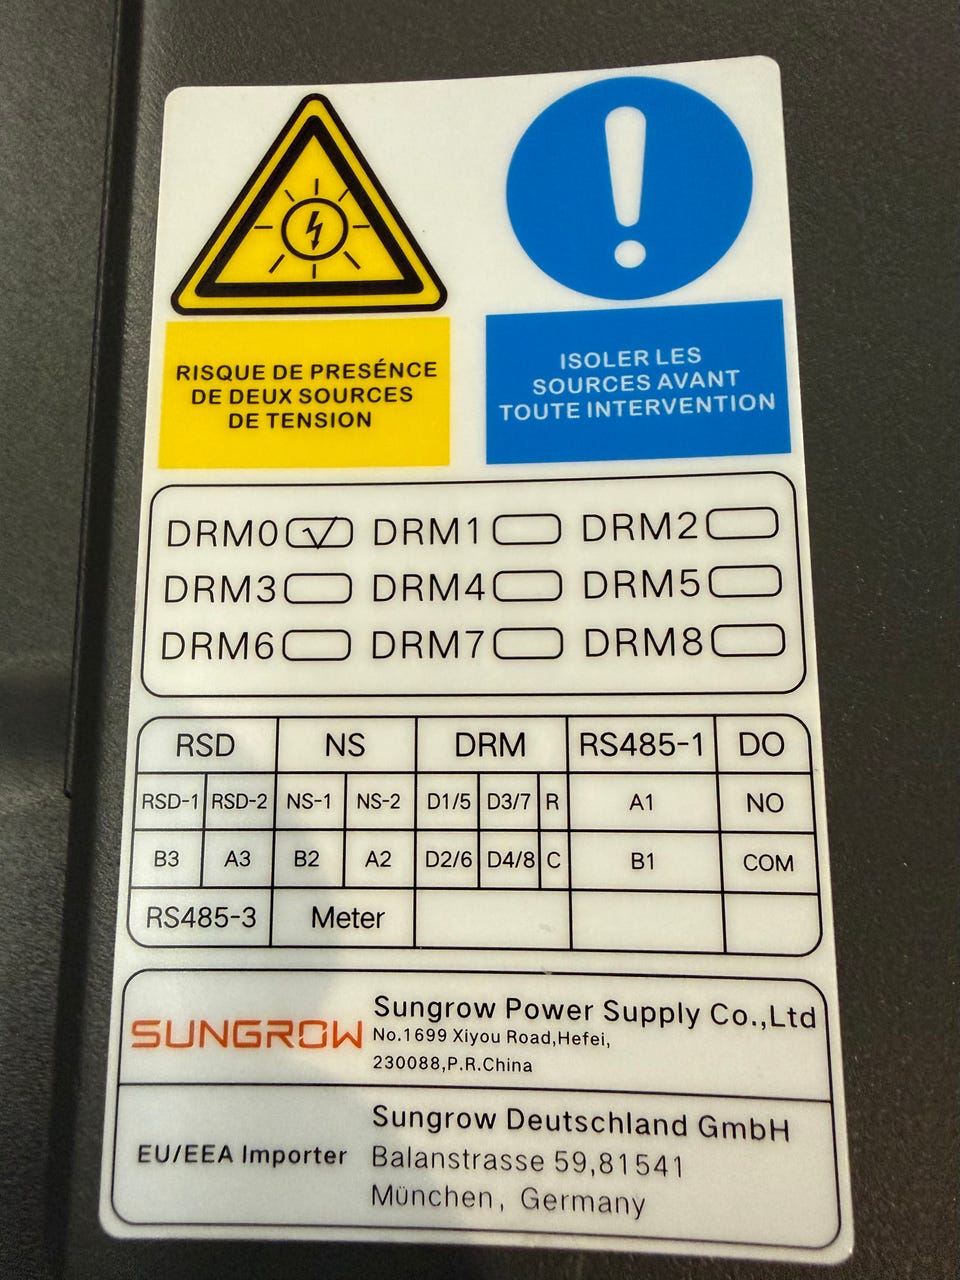 RISQUE DE PRESÉNCE
DE DEUX SOURCES
DE TENSION
ISOLER LES
SOURCES AVANT
TOUTE INTERVENTION
DRM0 DRM1 DRM2
DRM3 DRM4 DRM5
DRM6 DRM7 DRM8
RSD NS DRM RS485-1 DO
RSD-1 RSD-2 NS-1 NS-2 D1/5 D3/7 R A1 NO
B3 A3 B2 A2 D2/6 D4/8 C B1 COM
RS485-3 Meter
SUNGROW
Sungrow Power Supply Co.,Ltd
No.1699 Xiyou Road,Hefei,
230088,P.R.China
EU/EEA Importer
Sungrow Deutschland GmbH
Balanstrasse 59,81541
München, Germany